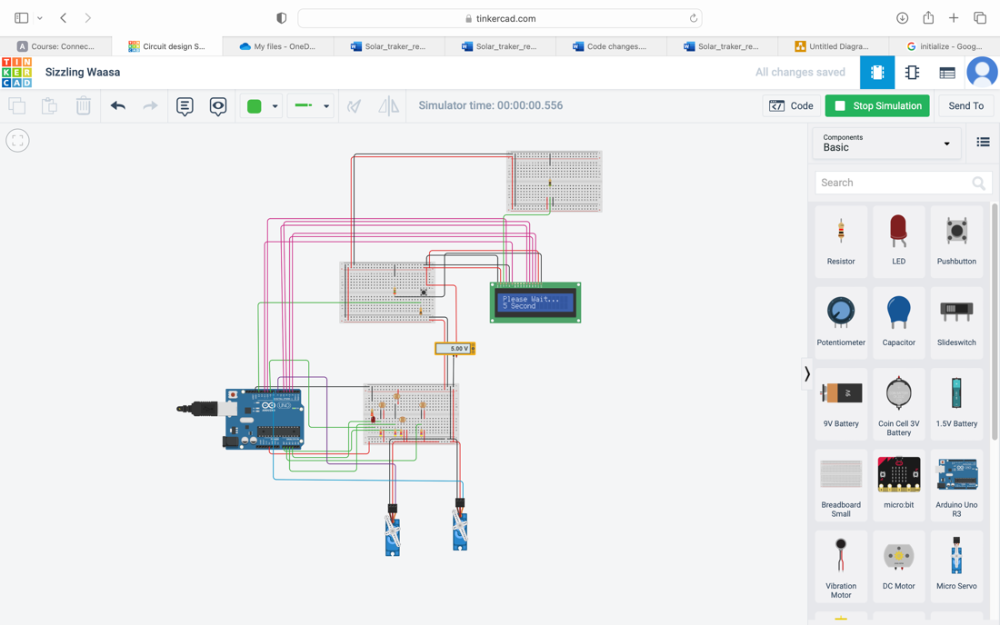 tinkercad.com
Course: Connec...
Circuit design S...
My files - OneD...
Solar_traker_re...
Solar_traker_re...
Code changes....
Solar_traker_re...
Untitled Diagra...
initialize - Goog...
TIN
KER
CAD
Sizzling Waasa
All changes saved
Simulator time: 00:00:00.556
Code
Stop Simulation
Send To
Components
Basic
Search
Resistor
LED
Pushbutton
Potentiometer
Capacitor
Slideswitch
9V Battery
Coin Cell 3V
Battery
1.5V Battery
Breadboard
Small
micro:bit
Arduino Uno
R3
Vibration
Motor
DC Motor
Micro Servo
Please Wait...
5 Second
5.00 V
UNO